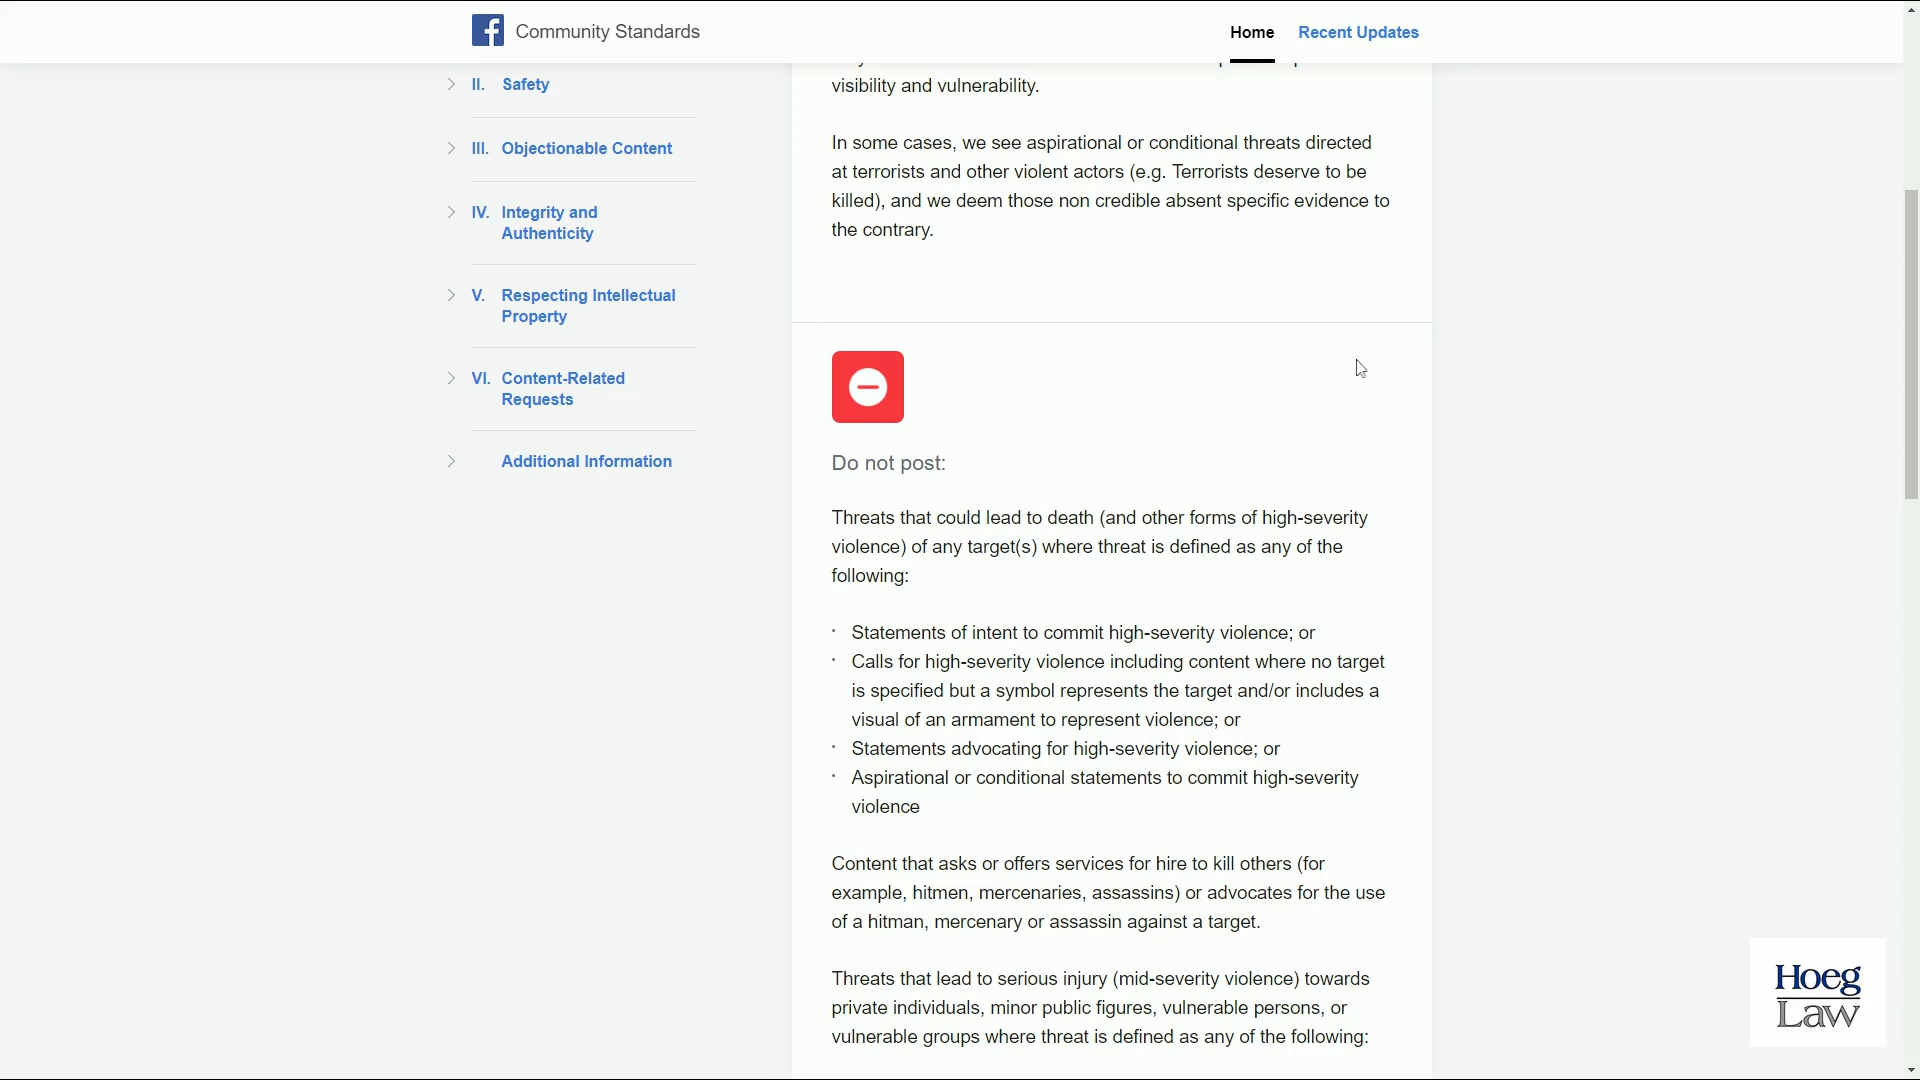 Community Standards
Home
Recent Updates
II. Safety
III. Objectionable Content
IV. Integrity and
Authenticity
V. Respecting Intellectual
Property
VI. Content-Related
Requests
Additional Information
visibility and vulnerability.
In some cases, we see aspirational or conditional threats directed
at terrorists and other violent actors (e.g. Terrorists deserve to be
killed), and we deem those non credible absent specific evidence to
the contrary.
Do not post:
Threats that could lead to death (and other forms of high-severity
violence) of any target(s) where threat is defined as any of the
following:
· Statements of intent to commit high-severity violence; or
· Calls for high-severity violence including content where no target
is specified but a symbol represents the target and/or includes a
visual of an armament to represent violence; or
· Statements advocating for high-severity violence; or
· Aspirational or conditional statements to commit high-severity
violence
Content that asks or offers services for hire to kill others (for
example, hitmen, mercenaries, assassins) or advocates for the use
of a hitman, mercenary or assassin against a target.
Threats that lead to serious injury (mid-severity violence) towards
private individuals, minor public figures, vulnerable persons, or
vulnerable groups where threat is defined as any of the following:
Hoeg
Law